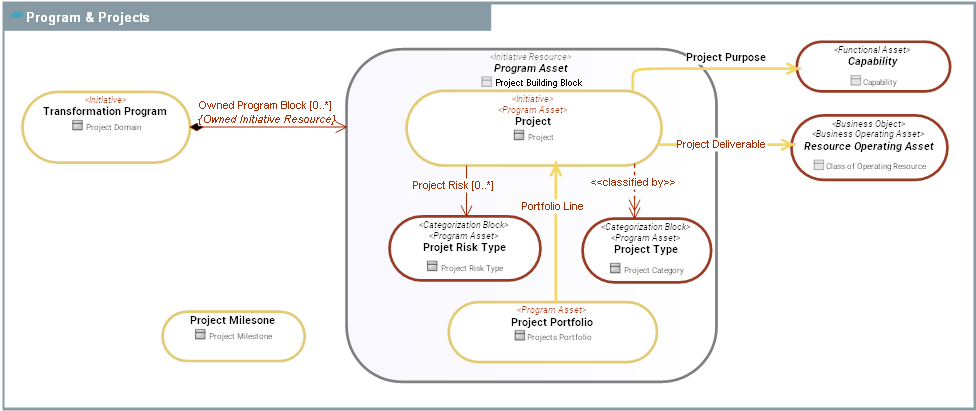 Program & Projects
<Initiative>
Transformation Program
Project Domain
Owned Program Block [0..*]
{Owned Initiative Resource}
<Initiative Resource>
Program Asset
Project Building Block
<Initiative>
<Program Asset>
Project
Project
Project Purpose
<Functional Asset>
Capability
Capability
Project Deliverable
<Business Object>
<Business Operating Asset>
Resource Operating Asset
Class of Operating Resource
Project Risk [0..*]
<<classified by>>
Portfolio Line
<Categorization Block>
<Program Asset>
Projet Risk Type
Project Risk Type
<Categorization Block>
<Program Asset>
Project Type
Project Category
<Program Asset>
Project Portfolio
Projects Portfolio
Project Milesone
Project Milestone